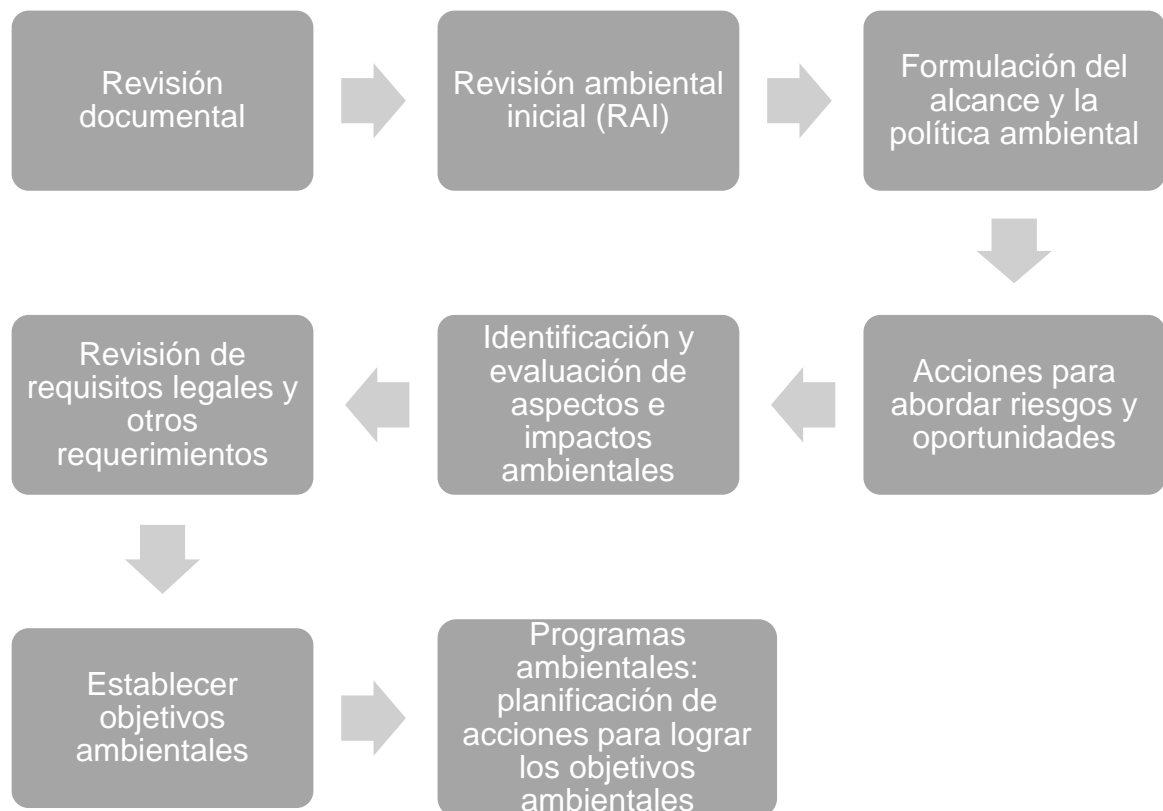 Revisión
documental
Revisión ambiental
inicial (RAI)
Formulación del
alcance y la
política ambiental
Acciones para
abordar riesgos y
oportunidades
Identificación y
evaluación de
aspectos e
impactos
ambientales
Revisión de
requisitos legales y
otros
requerimientos
Establecer
objetivos
ambientales
Programas
ambientales:
planificación de
acciones para lograr
los objetivos
ambientales